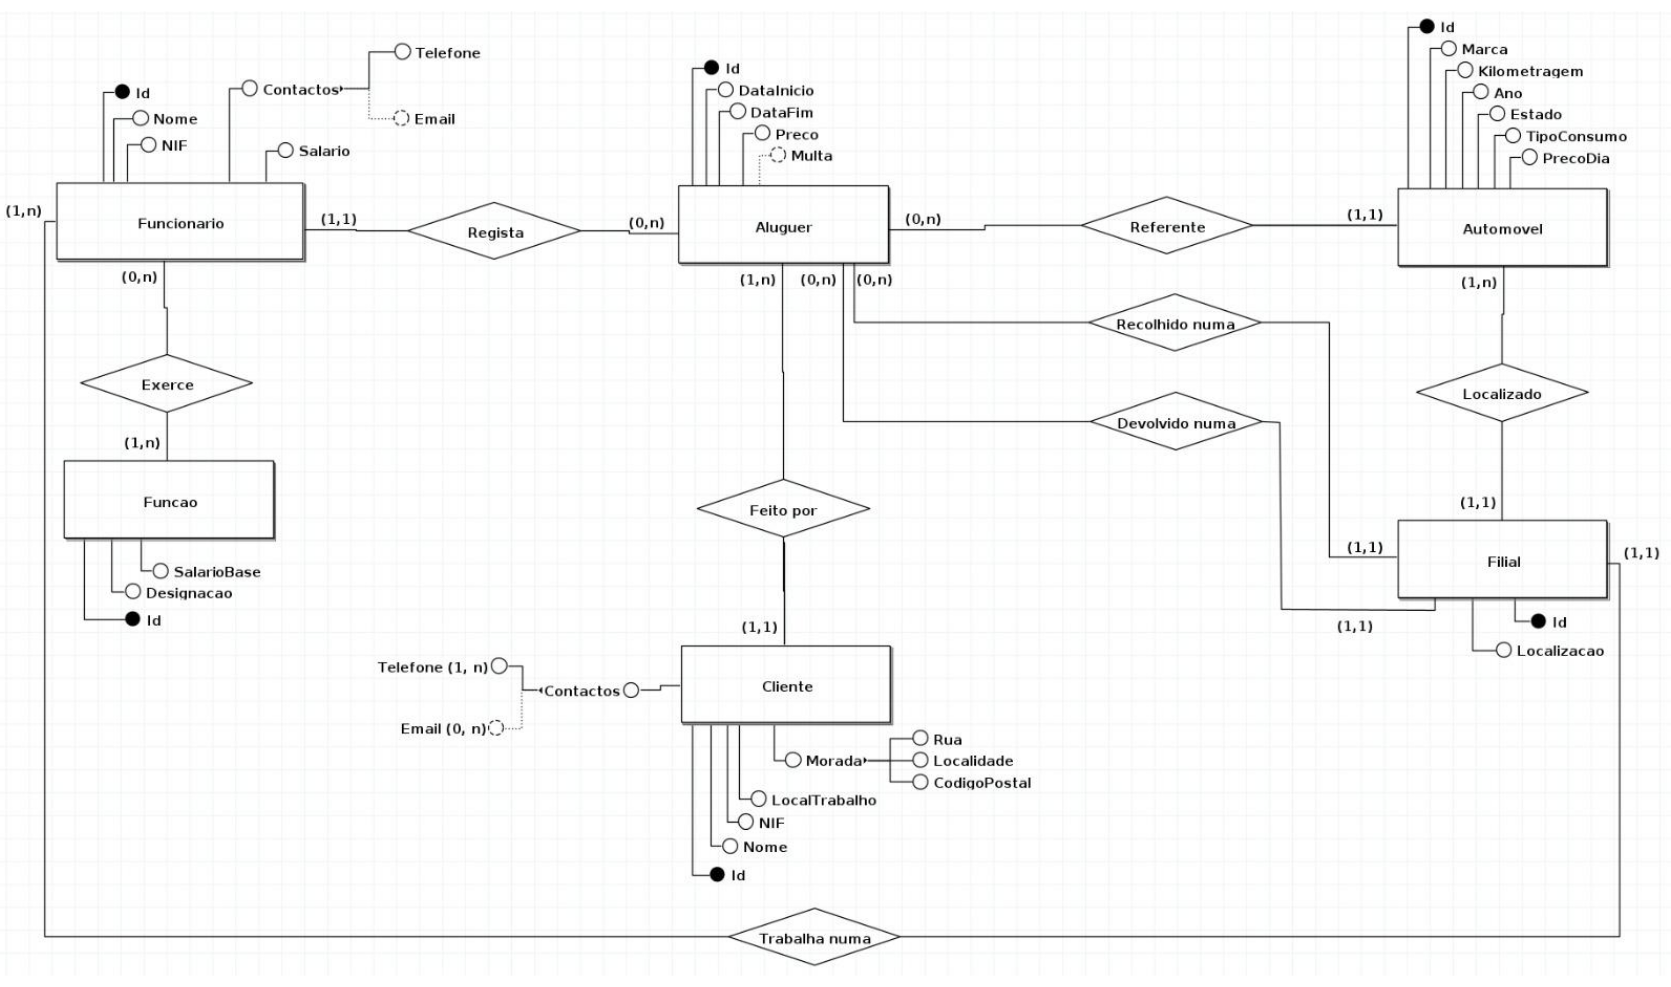 Id
Nome
NIF
Contactos
Telefone
Email
Salario
Funcionario
(1,n)
(1,1)
Regista
(0,n)
Id
DataInicio
DataFim
Preco
Multa
Aluguer
(0,n)
Referente
(1,1)
Id
Marca
Kilometragem
Ano
Estado
TipoConsumo
PrecoDia
Automovel
(0,n)
Exerce
(1,n)
Funcao
SalarioBase
Designacao
Id
(1,n)
(0,n)
(0,n)
Recolhido numa
(1,1)
Devolvido numa
(1,1)
(1,n)
Localizado
(1,1)
Filial
(1,1)
Id
Localizacao
Feito por
(1,1)
Cliente
Telefone (1, n)
Contactos
Email (0, n)
Morada
Rua
Localidade
CodigoPostal
LocalTrabalho
NIF
Nome
Id
Trabalha numa